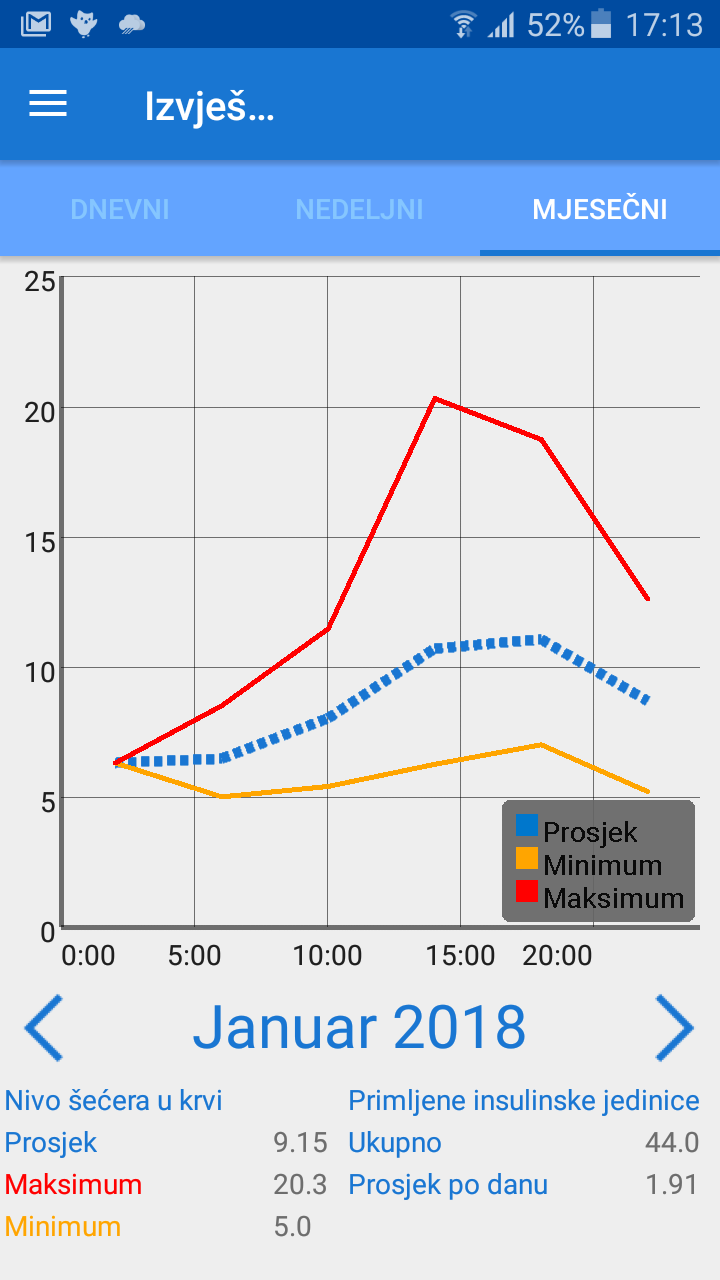 52% 17:13
Izvješ...
DNEVNI NEDELJNI MJESEČNI
25
20
15
10
5
0
Prosjek
Minimum
Maksimum
0:00 5:00 10:00 15:00 20:00
Januar 2018
Nivo šećera u krvi Primljene insulinske jedinice
Prosjek 9.15 Ukupno 44.0
Maksimum 20.3 Prosjek po danu 1.91
Minimum 5.0